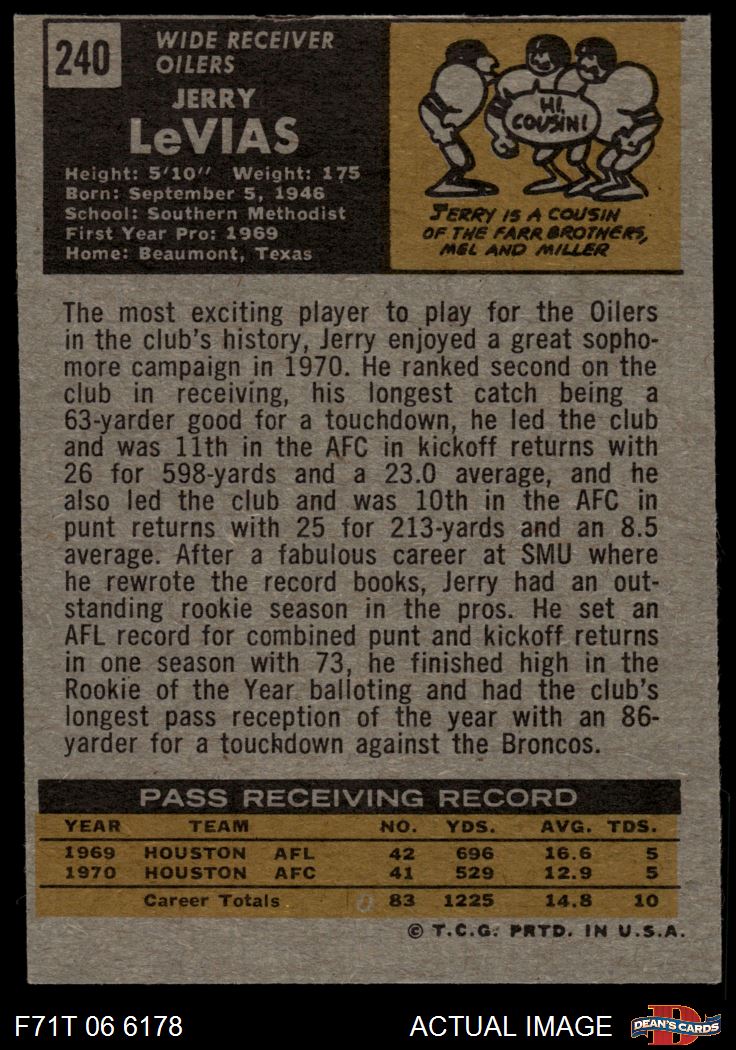 240
WIDE RECEIVER
OILERS
JERRY
LeVIAS
Height: 5'10" Weight: 175
Born: September 5, 1946
School: Southern Methodist
First Year Pro: 1969
Home: Beaumont, Texas
HI,
COUSIN!
JERRY IS A COUSIN
OF THE FARR BROTHERS,
MEL AND MILLER
The most exciting player to play for the Oilers
in the club's history, Jerry enjoyed a great sopho-
more campaign in 1970. He ranked second on the
club in receiving, his longest catch being a
63-yarder good for a touchdown, he led the club
and was 11th in the AFC in kickoff returns with
26 for 598-yards and a 23.0 average, and he
also led the club and was 10th in the AFC in
punt returns with 25 for 213-yards and an 8.5
average. After a fabulous career at SMU where
he rewrote the record books, Jerry had an out-
standing rookie season in the pros. He set an
AFL record for combined punt and kickoff returns
in one season with 73, he finished high in the
Rookie of the Year balloting and had the club's
longest pass reception of the year with an 86-
yarder for a touchdown against the Broncos.
PASS RECEIVING RECORD
YEAR TEAM NO. YDS. AVG. TDS.
1969 HOUSTON AFL 42 696 16.6 5
1970 HOUSTON AFC 41 529 12.9 5
Career Totals 83 1225 14.8 10
© T.C.G. PRTD. IN U.S.A.
F71T 06 6178 ACTUAL IMAGE
D
DEAN'S CARDS